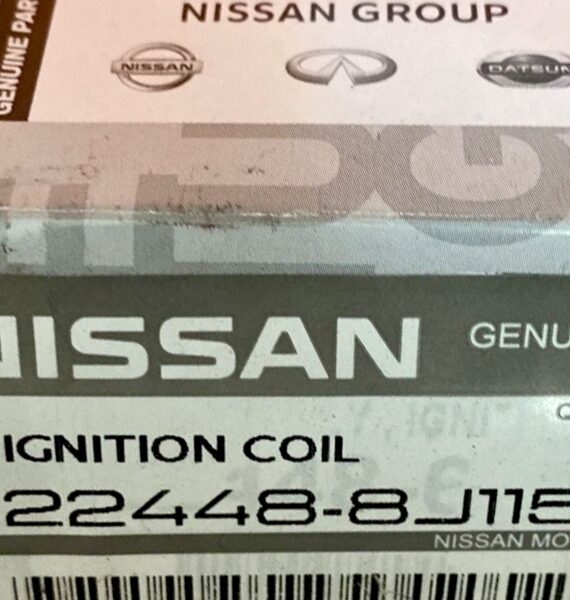 GENUINE PAR
NISSAN GROUP
NISSAN
DATSUN
NISSAN
GENU
IGNITION COIL
22448-8J115
NISSAN MO